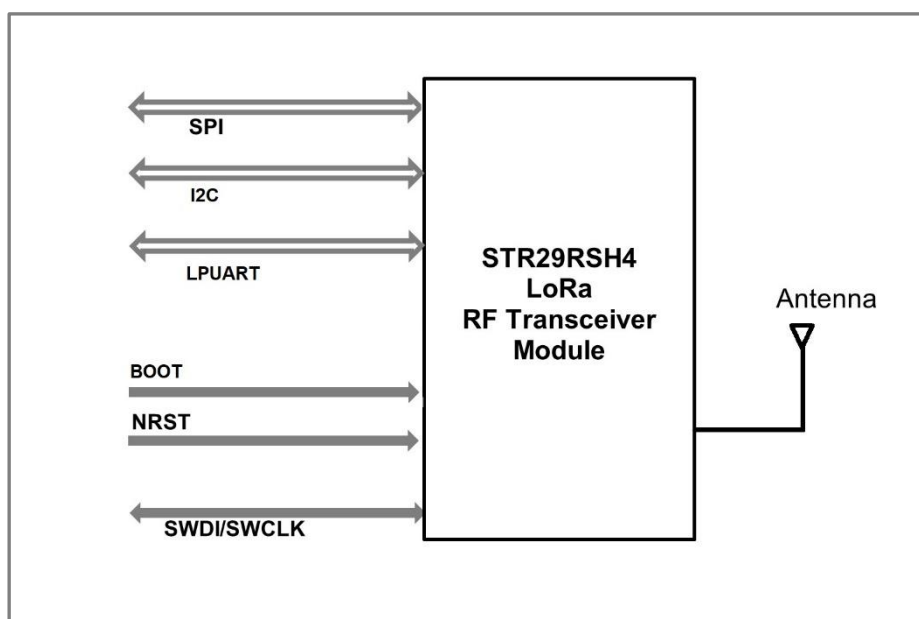 SPI
I2C
LPUART
BOOT
NRST
SWDI/SWCLK
STR29RSH4
LoRa
RF Transceiver
Module
Antenna